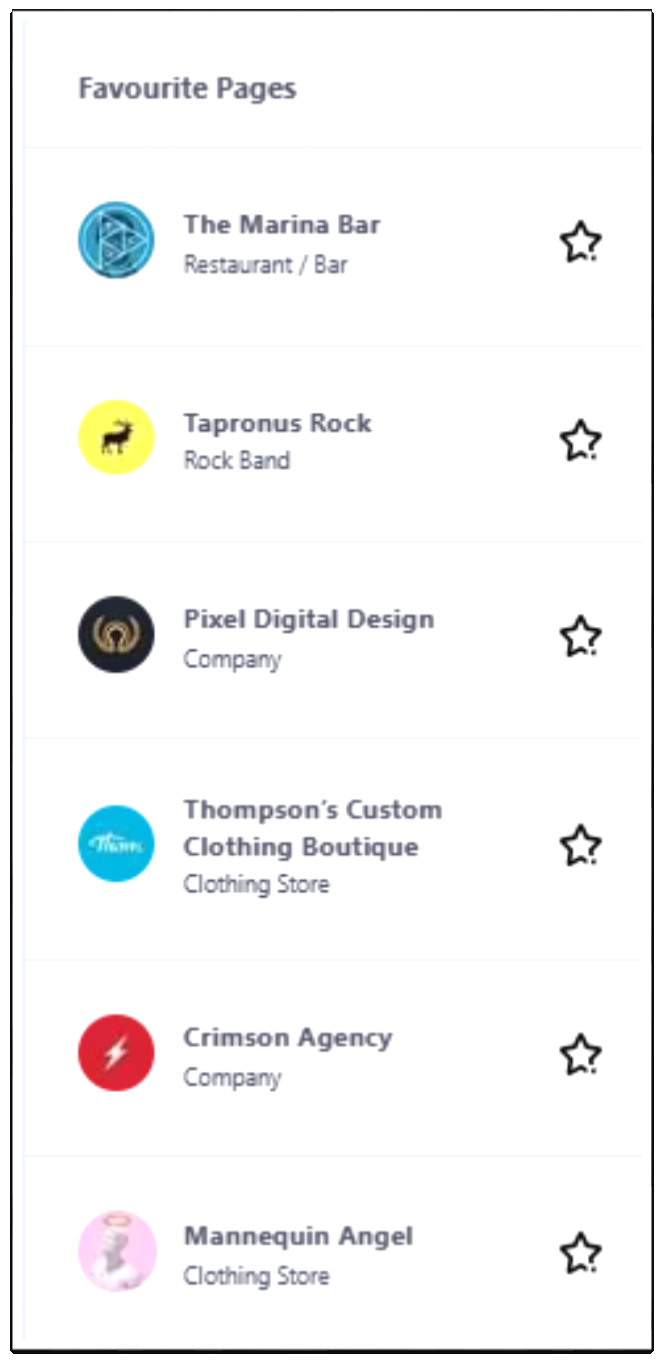 Favourite Pages
The Marina Bar
Restaurant / Bar
Tapronus Rock
Rock Band
Pixel Digital Design
Company
Thompson's Custom
Clothing Boutique
Thom
Clothing Store
Crimson Agency
Company
Mannequin Angel
Clothing Store